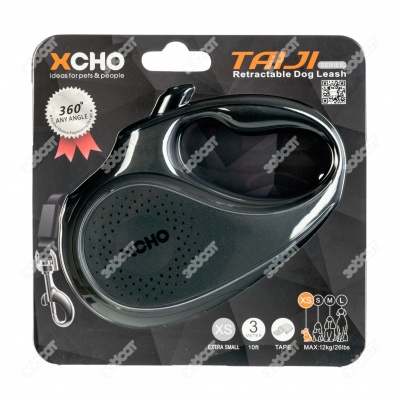 XCHO
Ideas for pets & people
TAIJI
SERIES
Retractable Dog Leash
360°
ANY ANGLE
XCHO
XS
3
METER
XS S M L
EXTRA SMALL
10ft
TAPE
MAX:12kg/26lbs